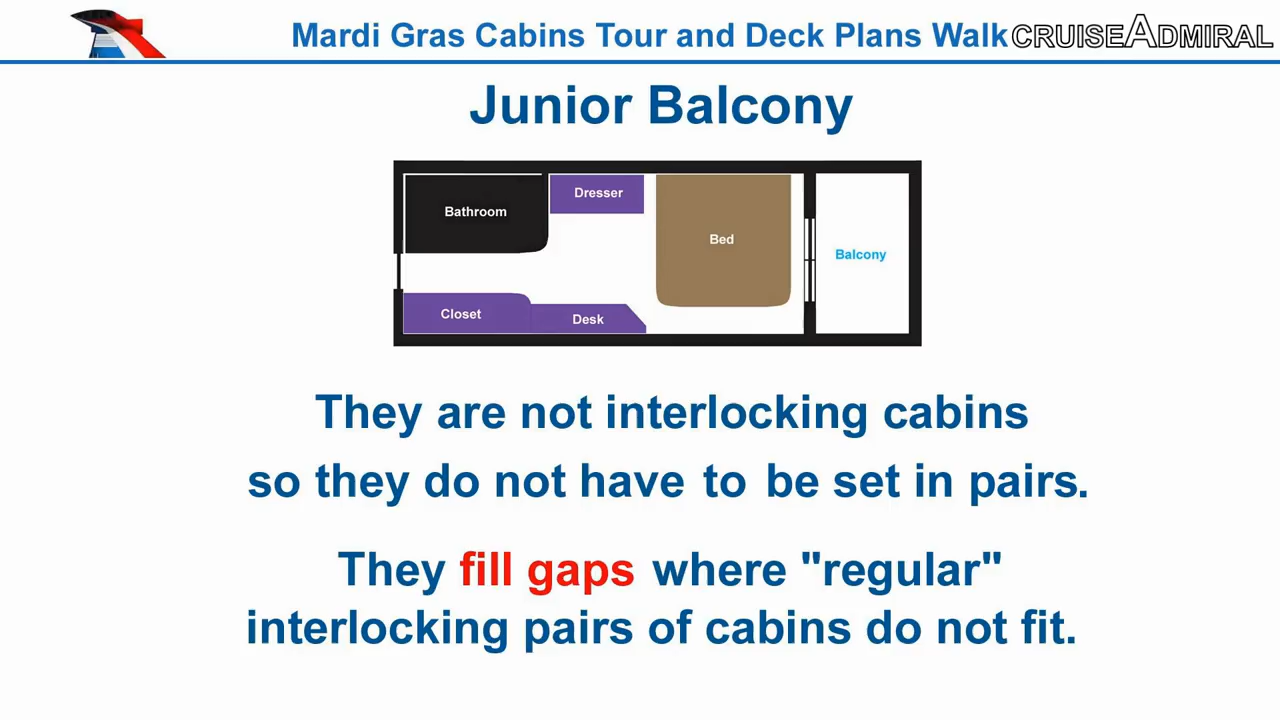 Mardi Gras Cabins Tour and Deck Plans Walk CRUISEADMIRAL
Junior Balcony
Bathroom
Dresser
Bed
Balcony
Closet
Desk
They are not interlocking cabins
so they do not have to be set in pairs.
They fill gaps where "regular"
interlocking pairs of cabins do not fit.